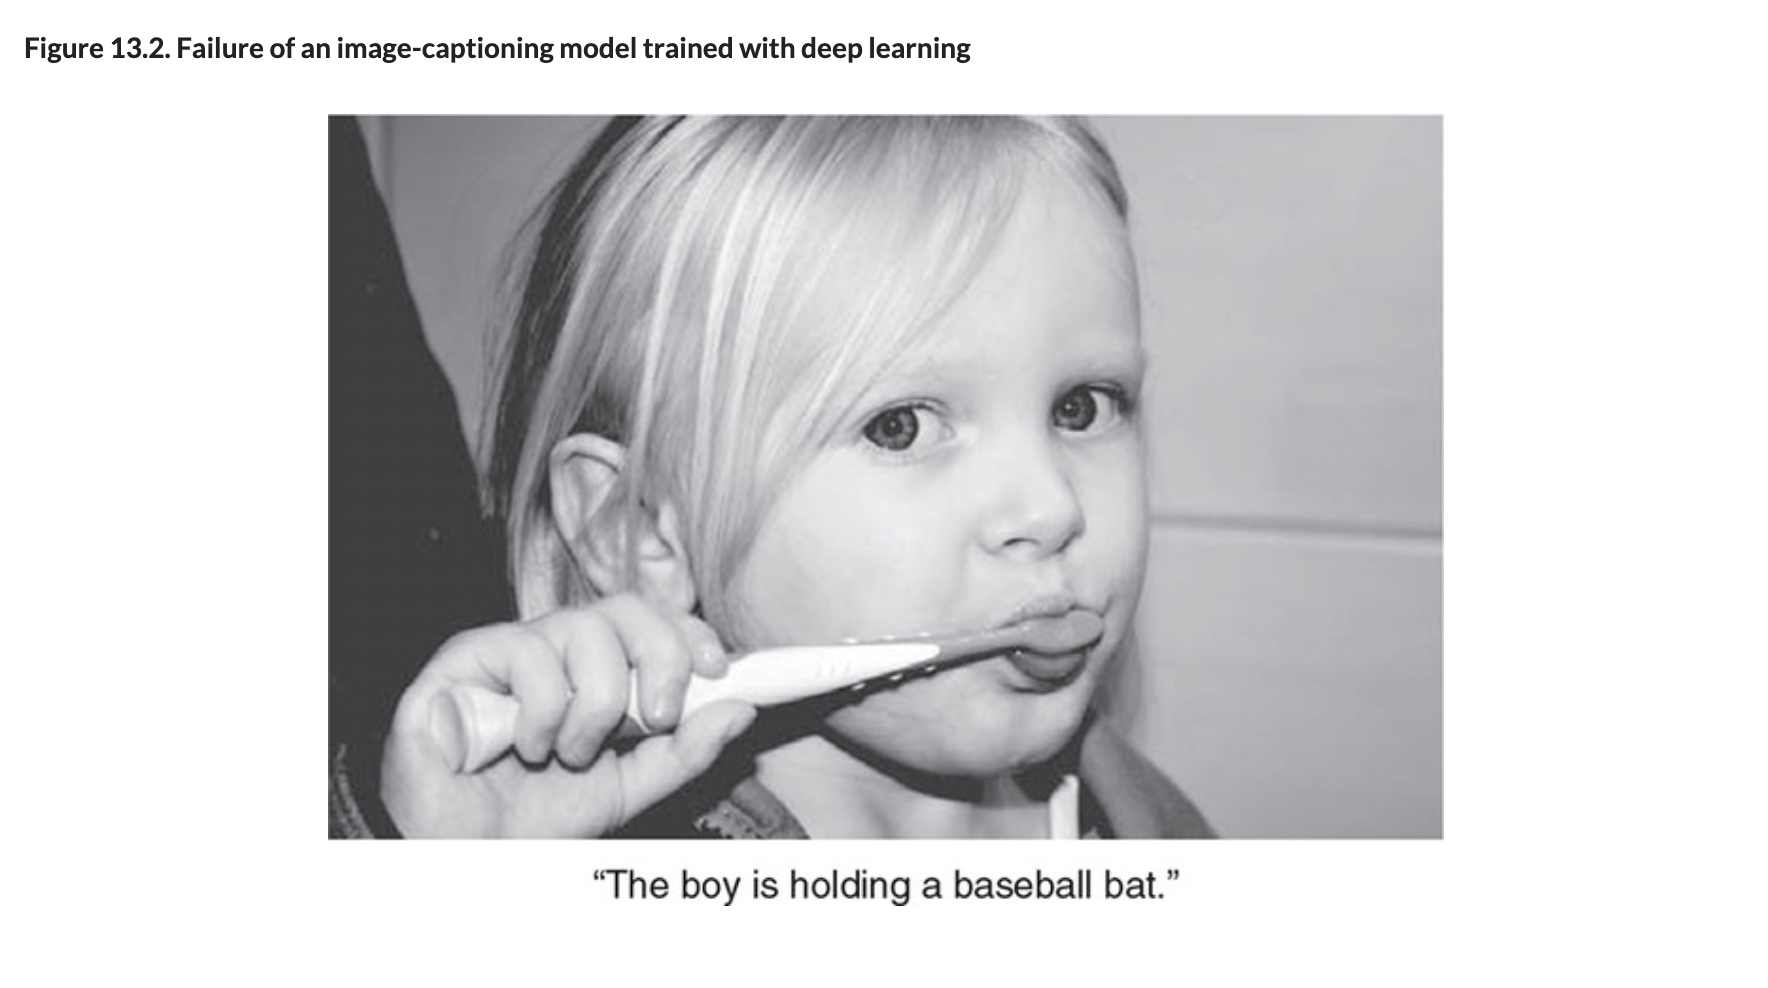 Figure 13.2. Failure of an image-captioning model trained with deep learning
“The boy is holding a baseball bat.”